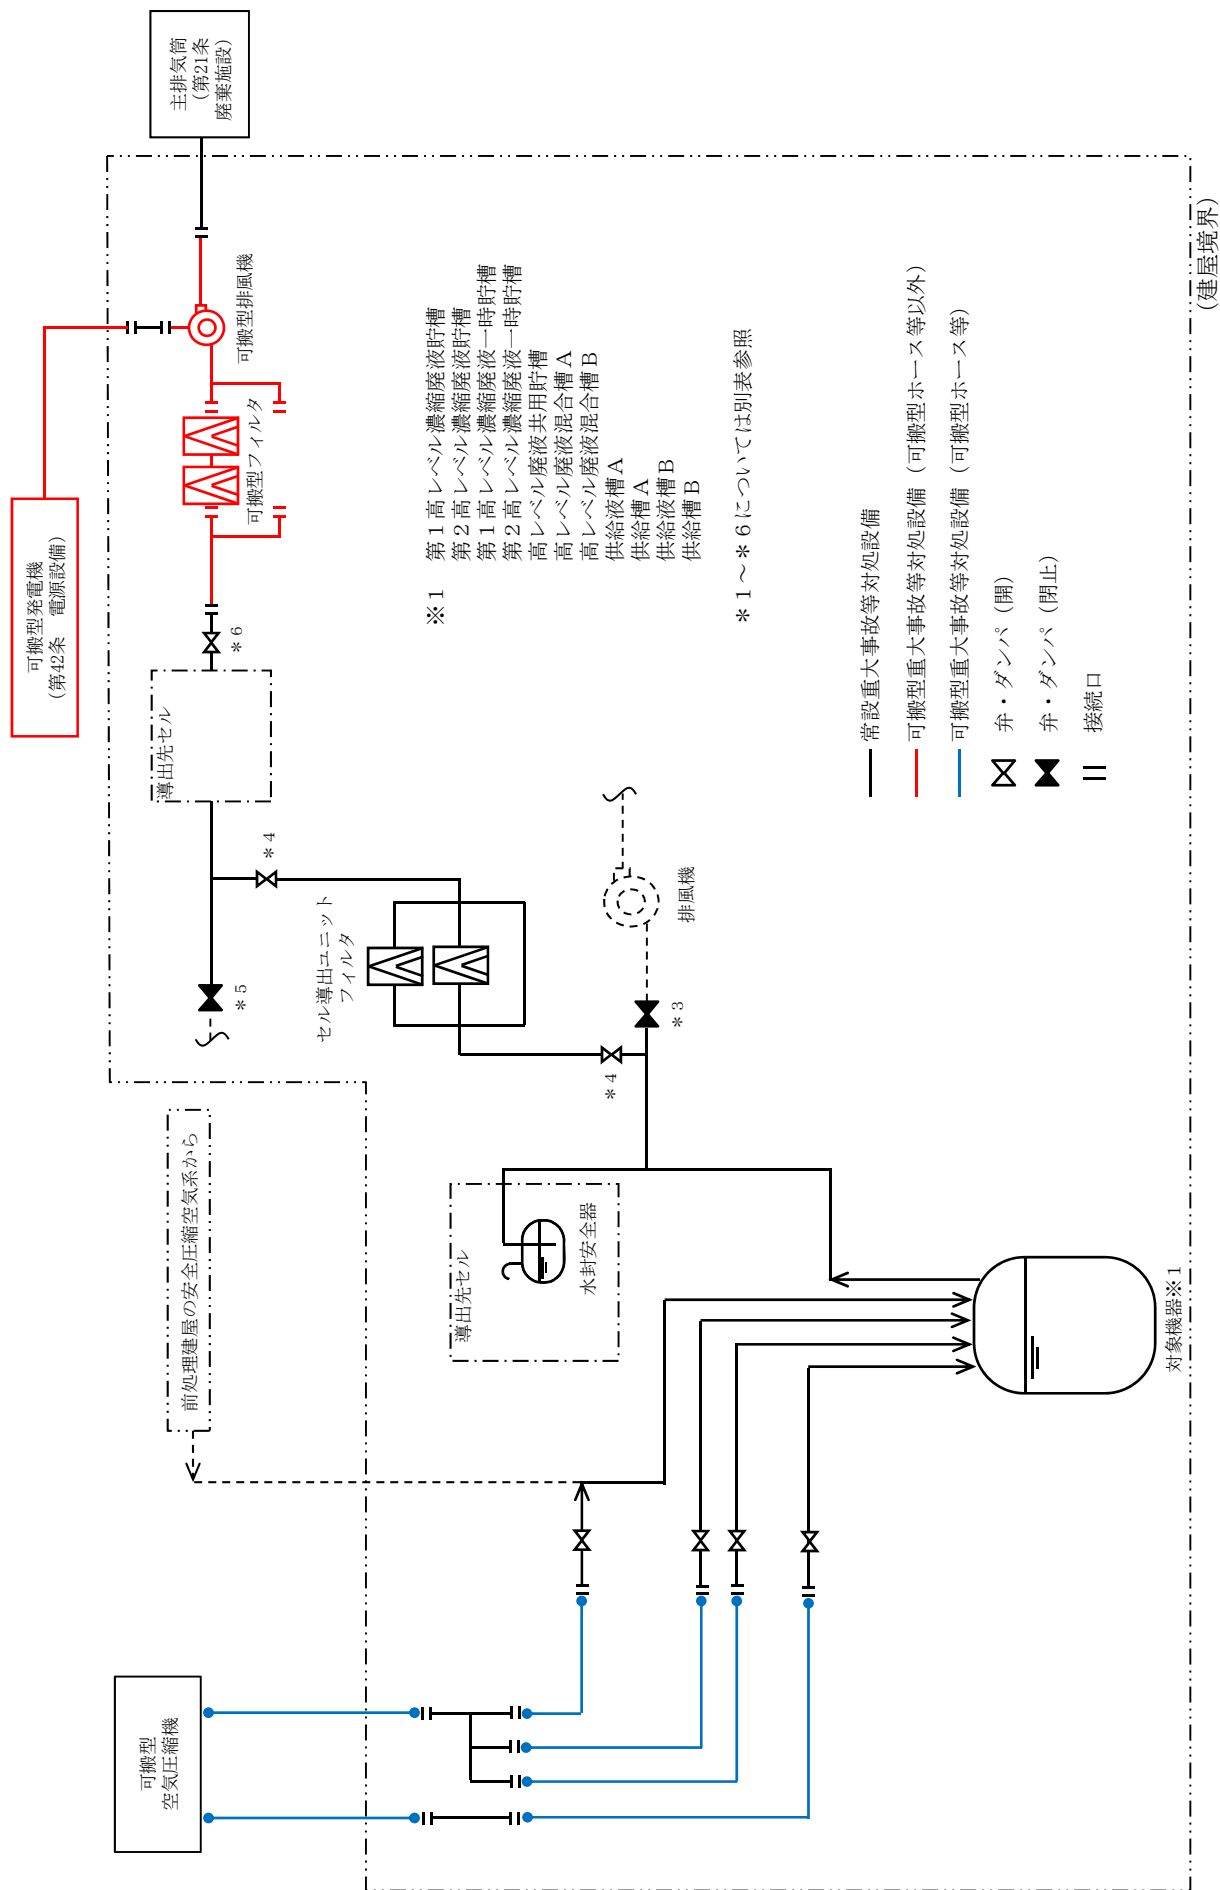 可搬型
空気圧縮機
前処理建屋の安全圧縮空気系から
導出先セル
水封安全器
対象機器※１
＊４
＊３
排風機
セル導出ユニット
フィルタ
＊５
＊４
導出先セル
＊６
可搬型発電機
（第42条　電源設備）
可搬型フィルタ
可搬型排風機
主排気筒
（第21条
廃棄施設）
※１
第１高レベル濃縮廃液貯槽
第２高レベル濃縮廃液貯槽
第１高レベル濃縮廃液一時貯槽
第２高レベル濃縮廃液一時貯槽
高レベル廃液共用貯槽
高レベル廃液混合槽Ａ
高レベル廃液混合槽Ｂ
供給液槽Ａ
供給槽Ａ
供給液槽Ｂ
供給槽Ｂ
＊１～＊６については別表参照
常設重大事故等対処設備
可搬型重大事故等対処設備（可搬型ホース等以外）
可搬型重大事故等対処設備（可搬型ホース等）
弁・ダンパ（開）
弁・ダンパ（閉止）
接続口
（建屋境界）